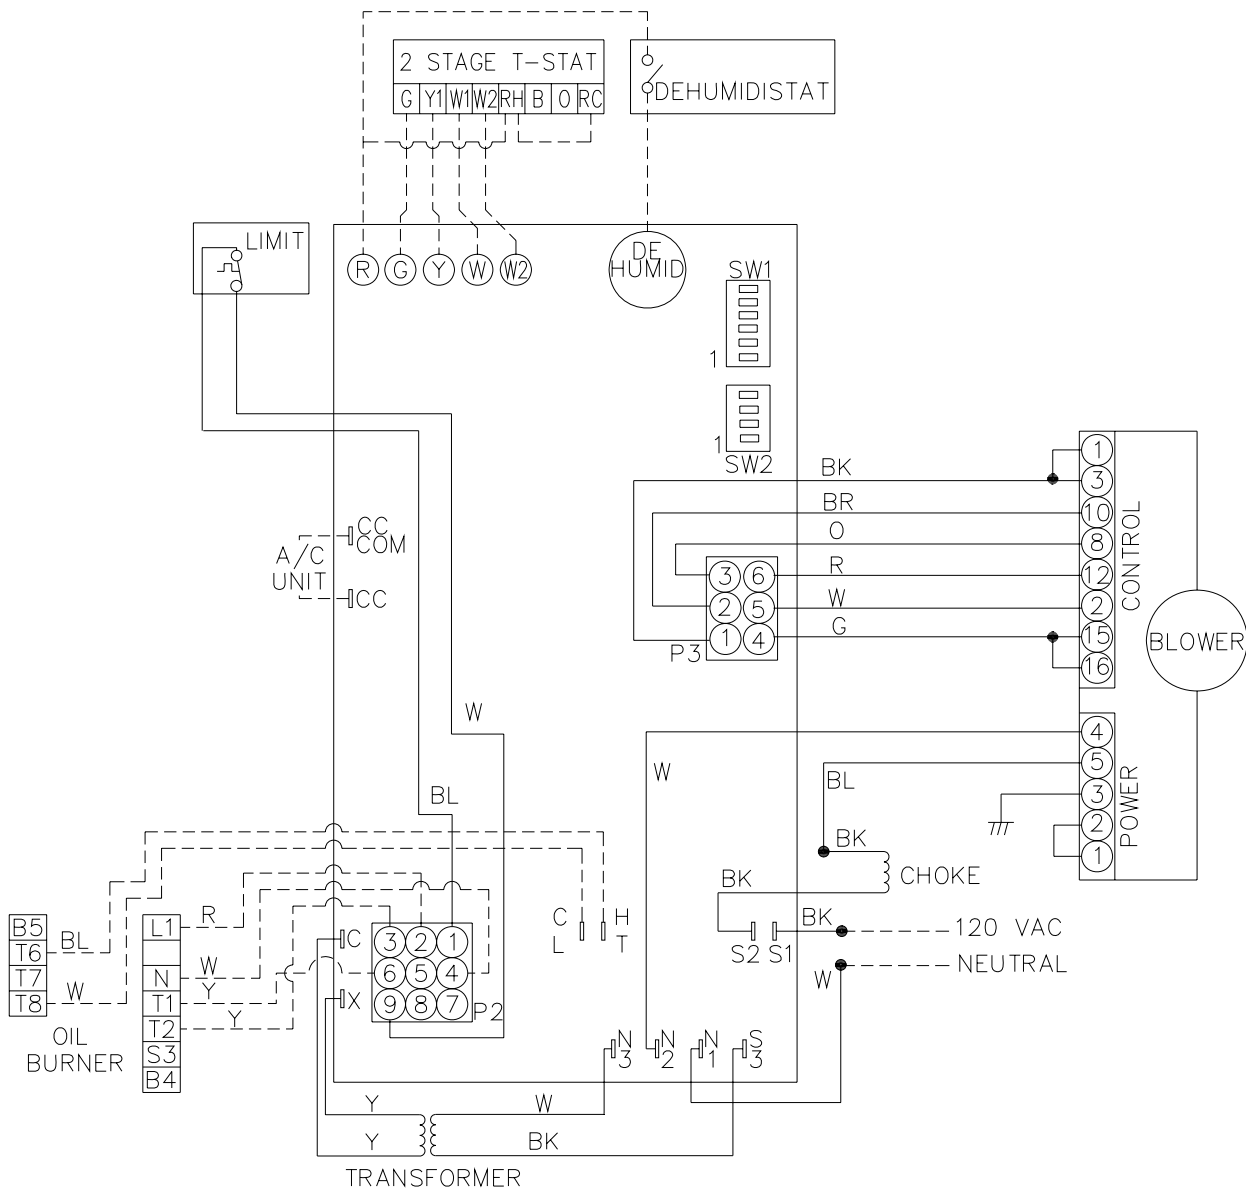 2 STAGE T-STAT
G Y1 W1 W2 RH B O RC
DEHUMIDISTAT
LIMIT
R G Y W W2
DE
HUMID
SW1
1
1
SW2
CC
COM
A/C
UNIT
CC
BK
BR
O
R
W
G
3 6
2 5
1 4
P3
1
3
10
8
12
2
15
16
CONTROL
BLOWER
4
5
3
2
1
POWER
W
W
BL
BL
BK
CHOKE
BK
BK
S2 S1
120 VAC
NEUTRAL
W
C
L
H
T
B5
T6
T7
T8
BL
W
OIL
BURNER
L1
N
T1
T2
S3
B4
R
W
Y
Y
C
X
3 2 1
6 5 4
9 8 7
P2
N
3
N
2
N
1
S
3
Y
W
Y
BK
TRANSFORMER